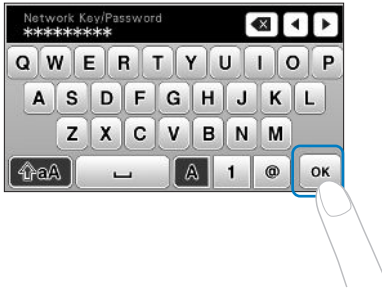 Network Key/Password
*********
Q W E R T Y U I O P
A S D F G H J K L
Z X C V B N M
aA A 1 @ OK